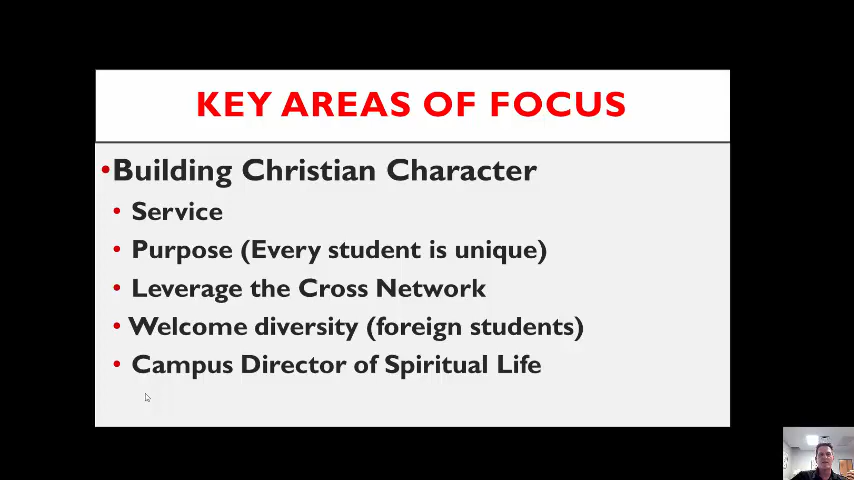 KEY AREAS OF FOCUS
•Building Christian Character
• Service
• Purpose (Every student is unique)
• Leverage the Cross Network
• Welcome diversity (foreign students)
• Campus Director of Spiritual Life